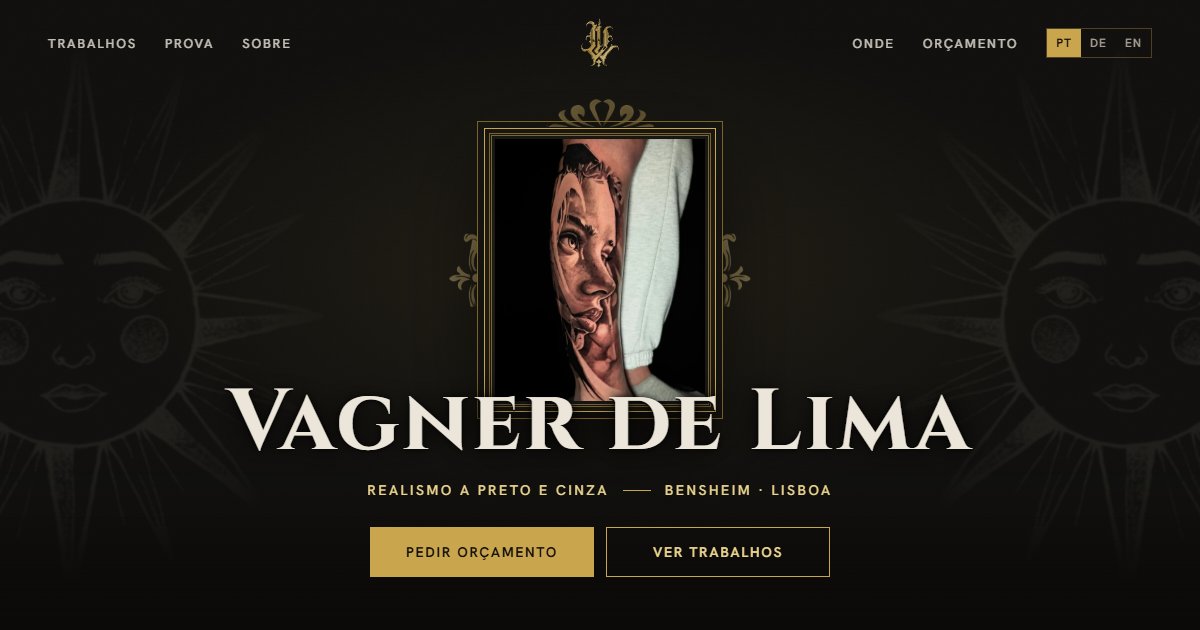 TRABALHOS PROVA SOBRE ONDE ORÇAMENTO PT DE EN
VAGNER DE LIMA
REALISMO A PRETO E CINZA — BENSHEIM · LISBOA
PEDIR ORÇAMENTO VER TRABALHOS